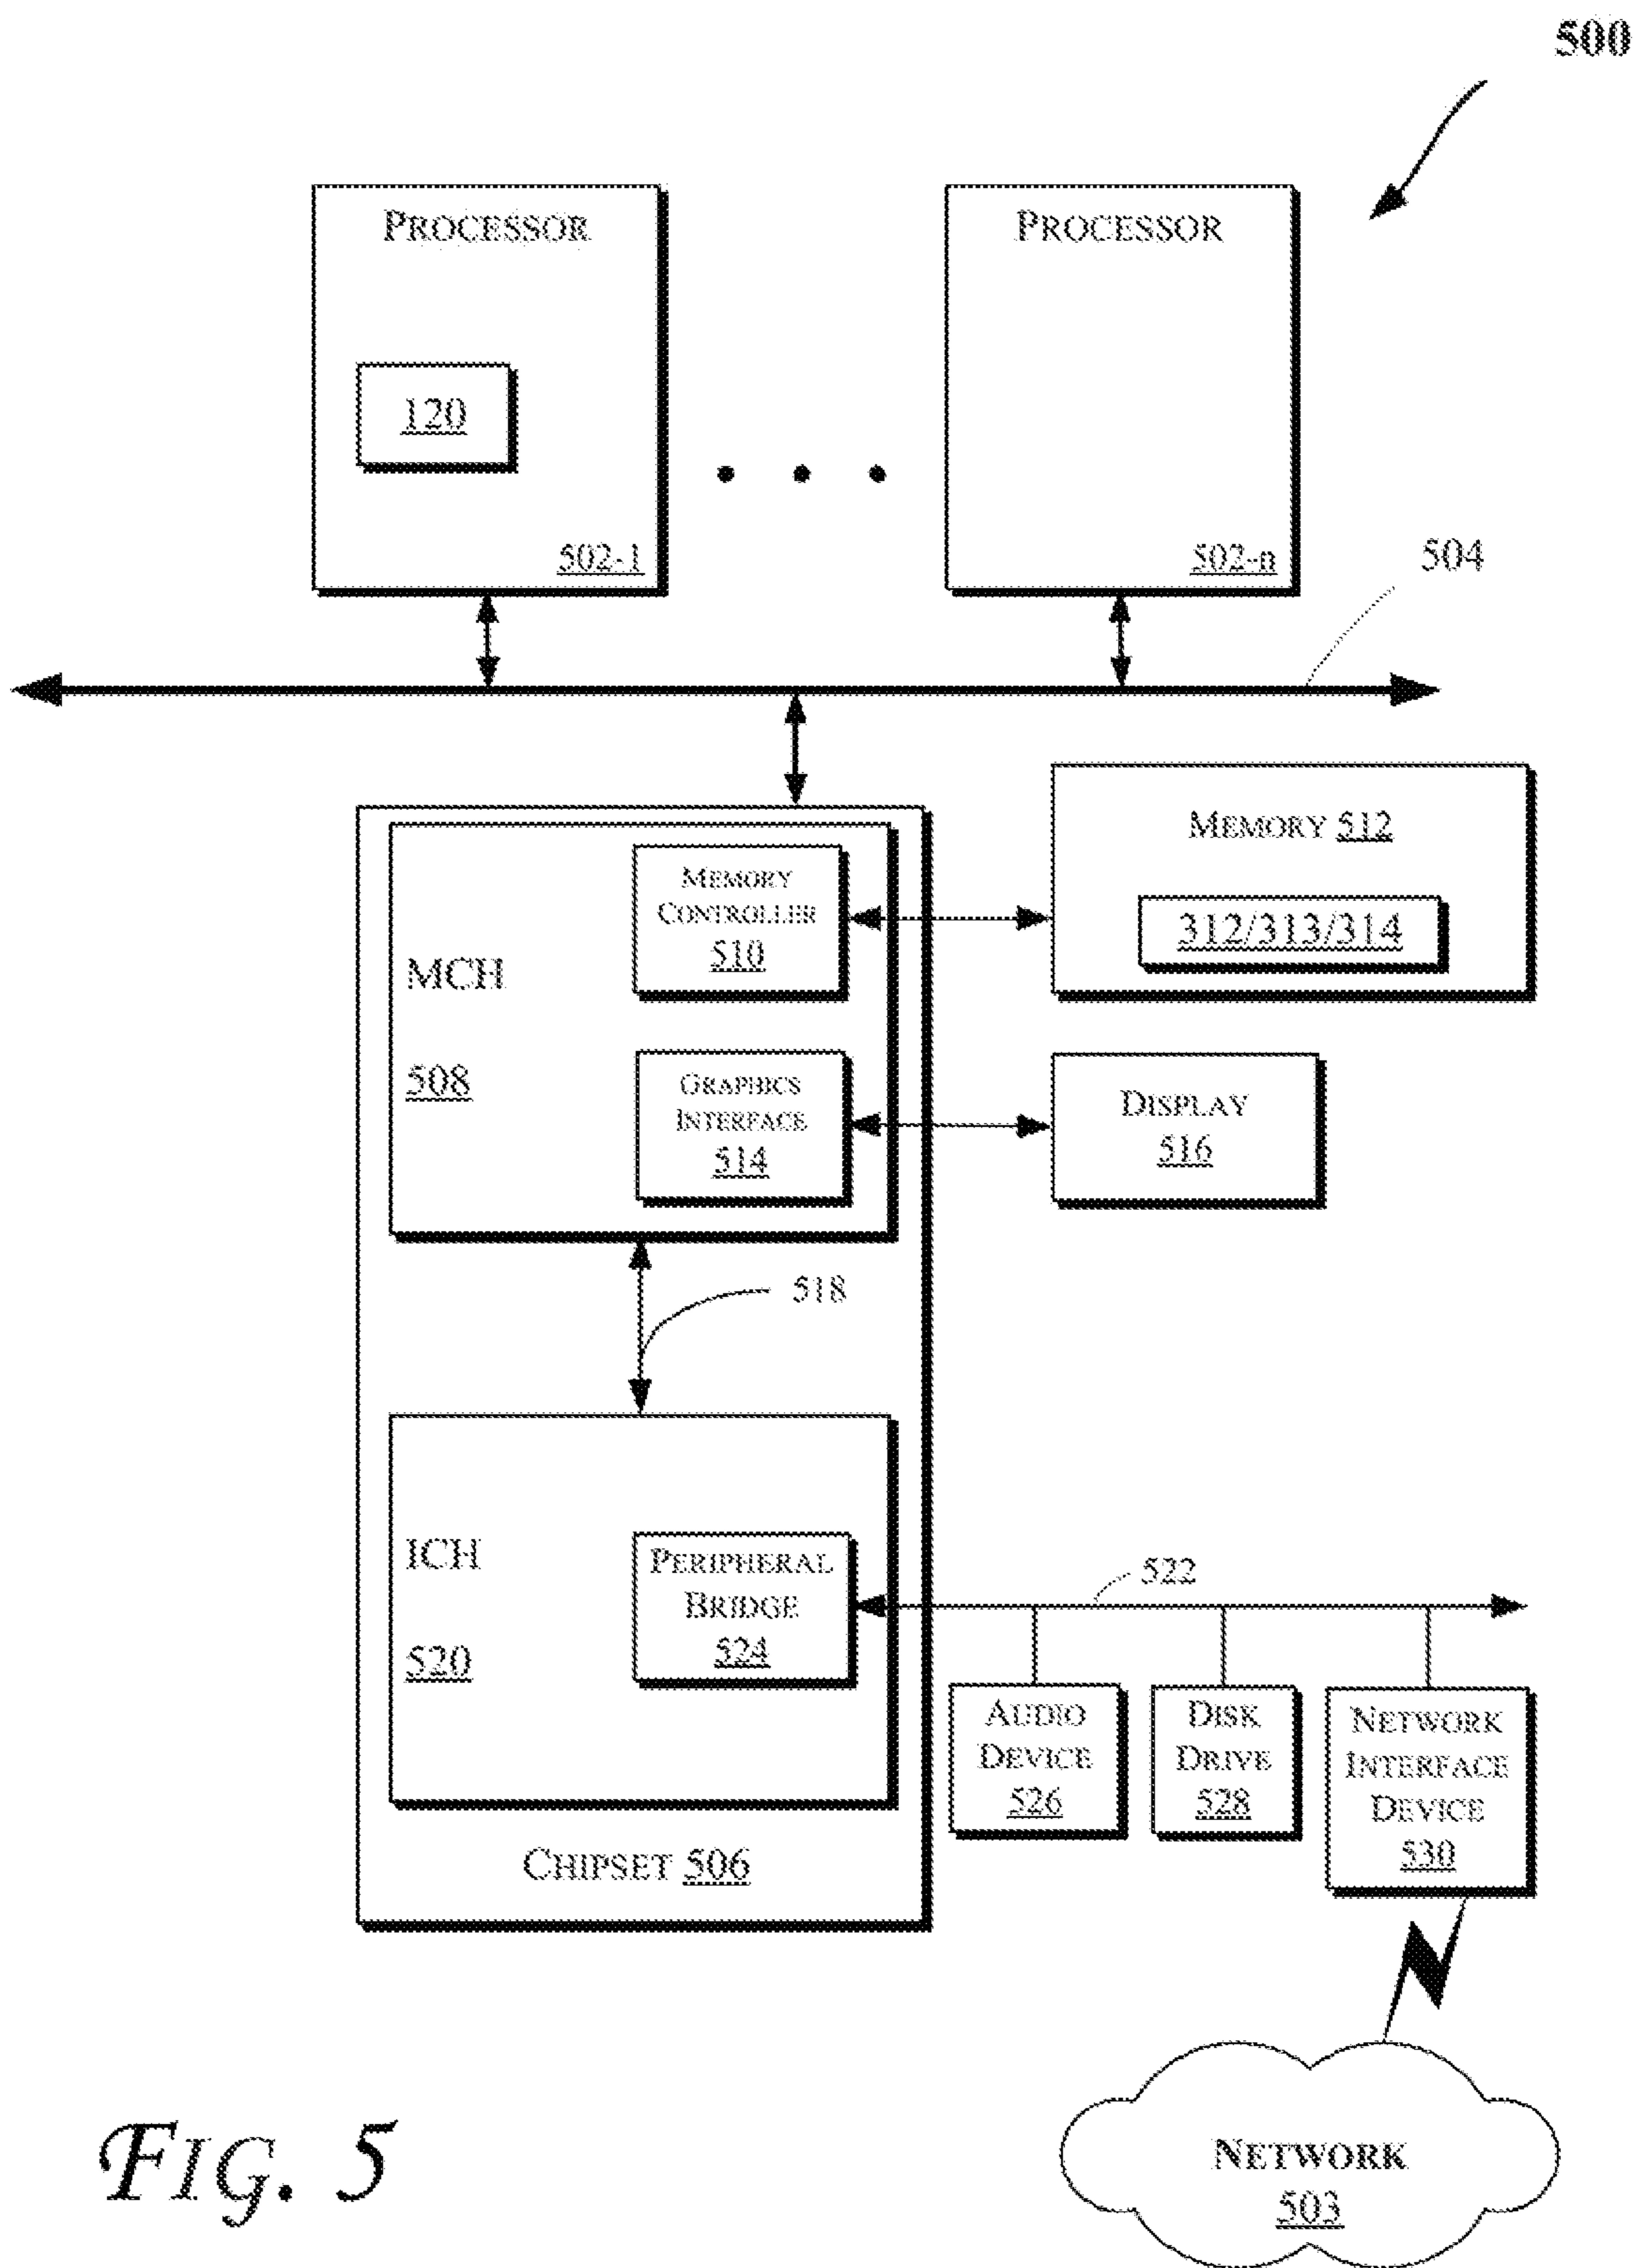 500
PROCESSOR
120
502-1
PROCESSOR
502-n
504
MEMORY
CONTROLLER
510
MCH
508
GRAPHICS
INTERFACE
514
MEMORY 512
312/313/314
DISPLAY
516
518
ICH
520
PERIPHERAL
BRIDGE
524
522
AUDIO
DEVICE
526
DISK
DRIVE
528
NETWORK
INTERFACE
DEVICE
530
CHIPSET 506
NETWORK
503
FIG. 5